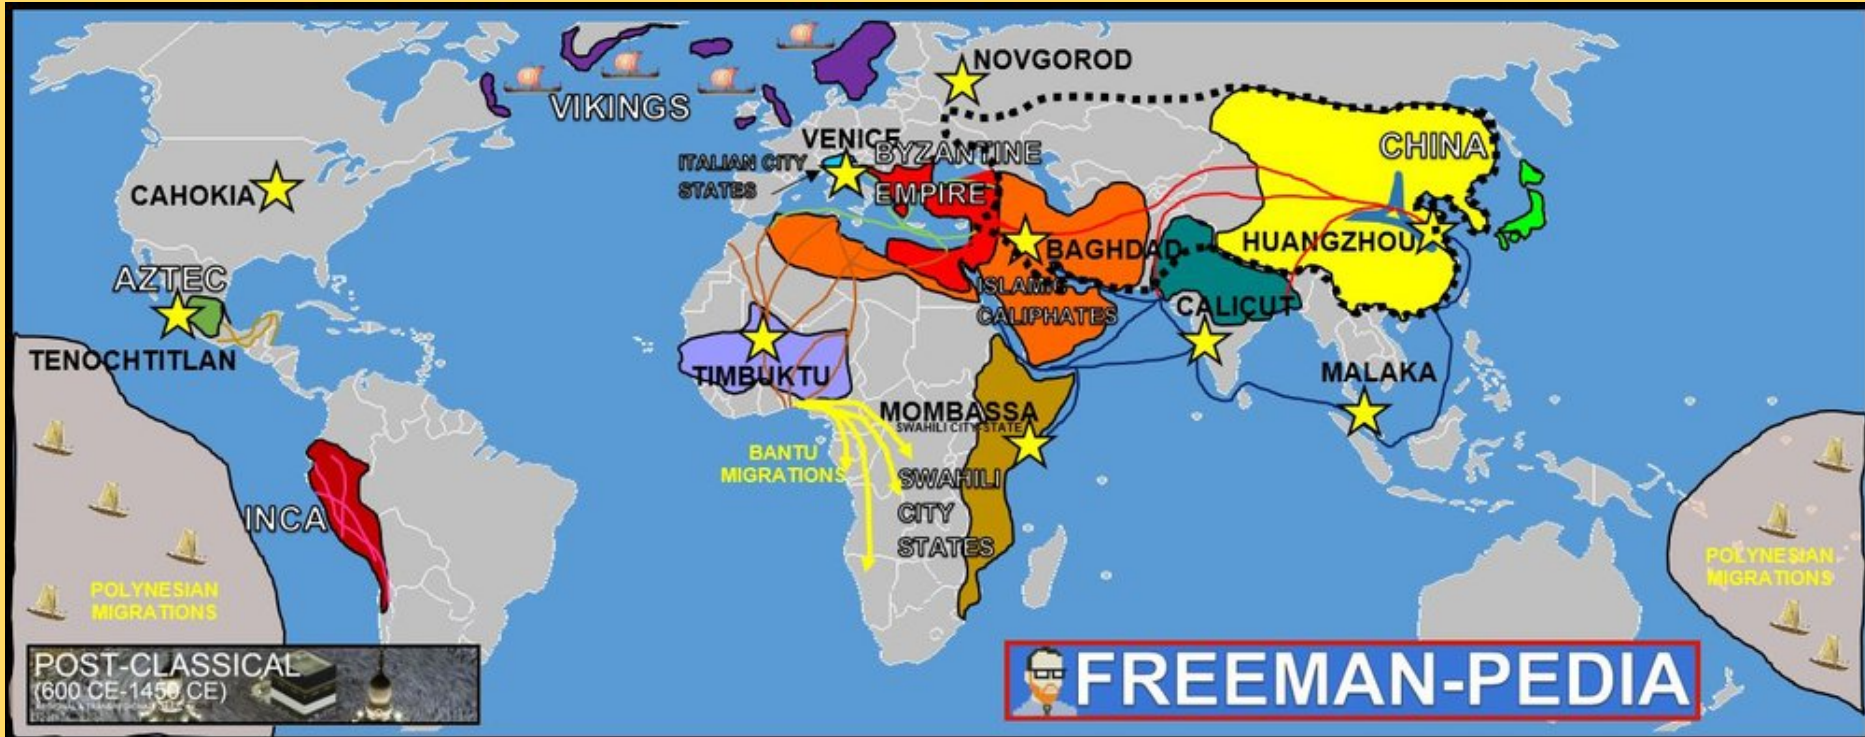 NOVGOROD
VIKINGS
VENICE
BYZANTINE
EMPIRE
ITALIAN CITY
STATES
CHINA
CAHOKIA
BAGHDAD
HUANGZHOU
AZTEC
ISLAMIC
CALIPHATES
CALICUT
TENOCHTITLAN
TIMBUKTU
MALAKA
MOMBASSA
SWAHILI CITY-STATE
BANTU
MIGRATIONS
SWAHILI
CITY
STATES
INCA
POLYNESIAN
MIGRATIONS
POLYNESIAN
MIGRATIONS
POST-CLASSICAL
(600 CE-1450 CE)
FREEMAN-PEDIA